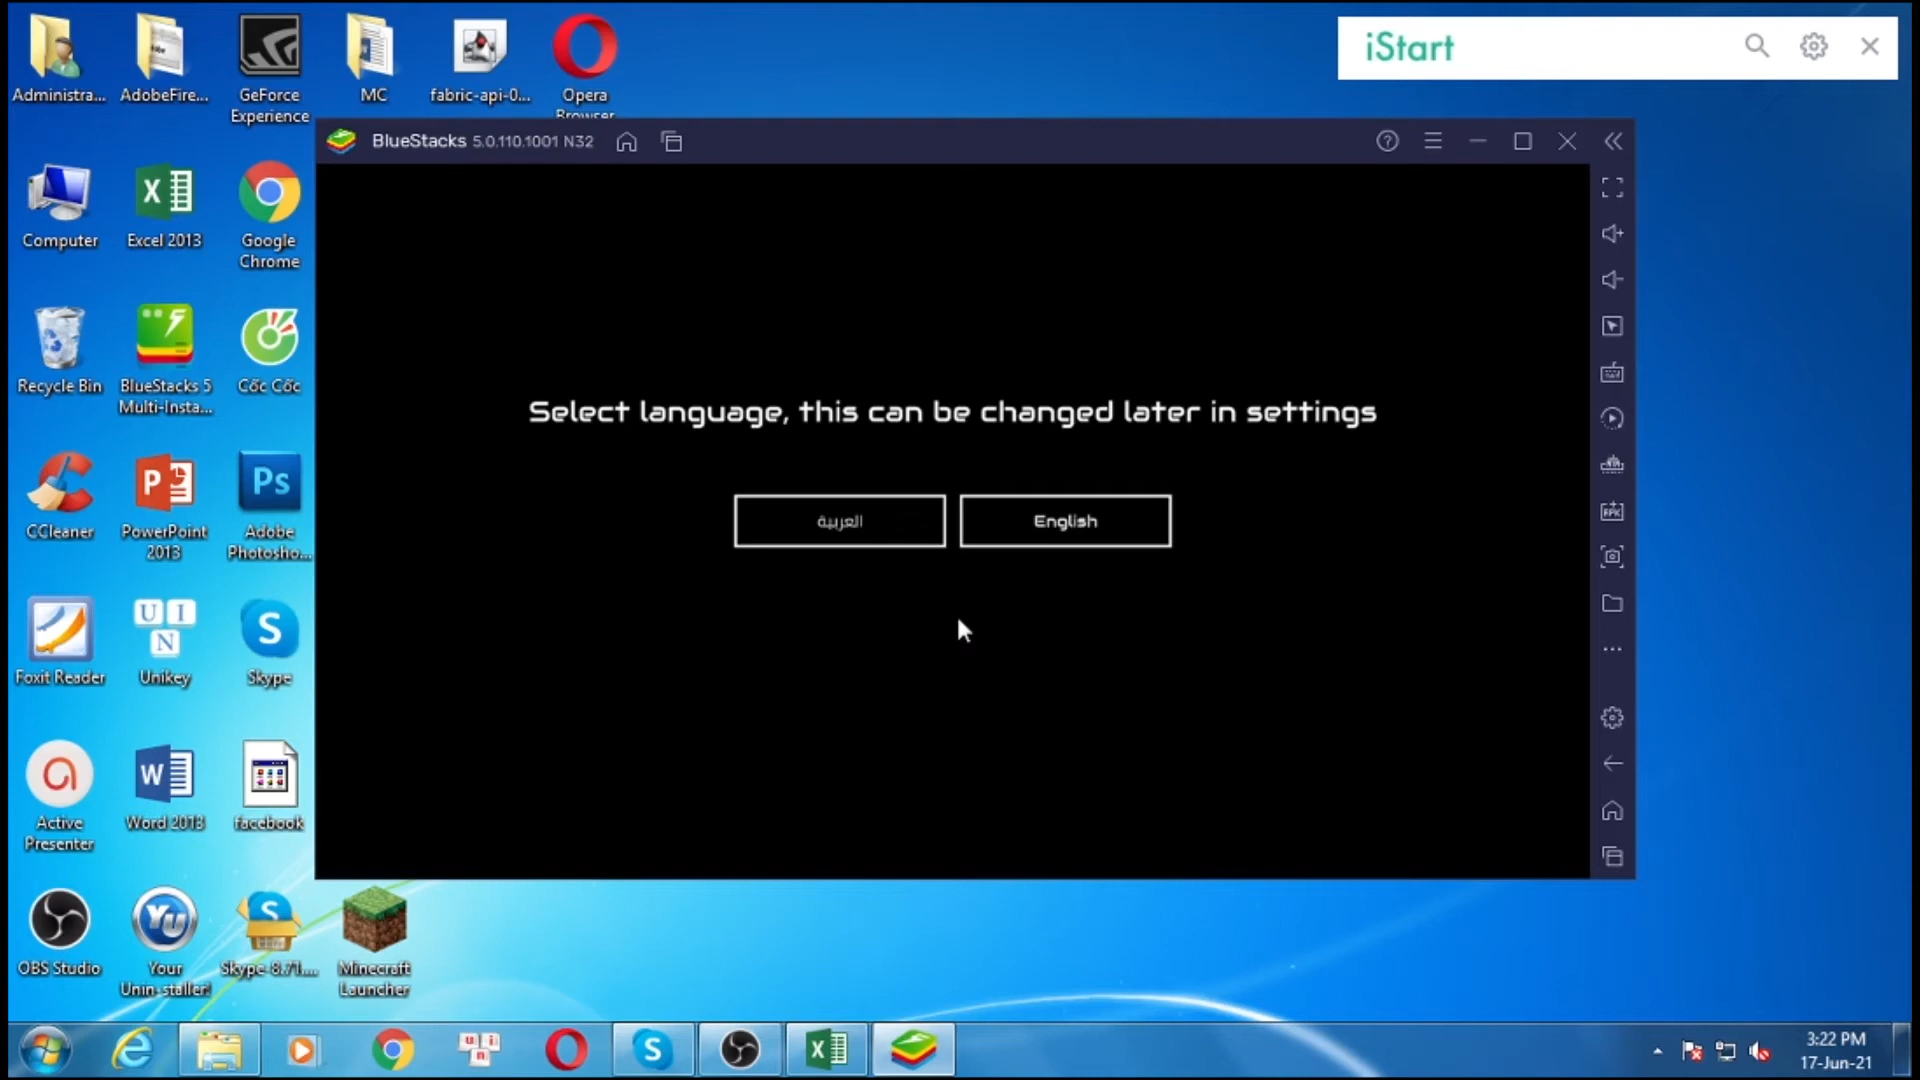 Administra...
AdobeFire...
GeForce
Experience
MC
fabric-api-0...
Opera
Browser
iStart
BlueStacks 5.0.110.1001 N32
Computer
Excel 2013
Google
Chrome
Recycle Bin
BlueStacks 5
Multi-Insta...
Cốc Cốc
Select language, this can be changed later in settings
العربية
English
CCleaner
PowerPoint
2013
Ps
Adobe
Photosho...
Foxit Reader
U I
N
Unikey
Skype
Active
Presenter
Word 2013
facebook
OBS Studio
Your
Unin-staller!
Skype-8.71....
Minecraft
Launcher
3:22 PM
17-Jun-21